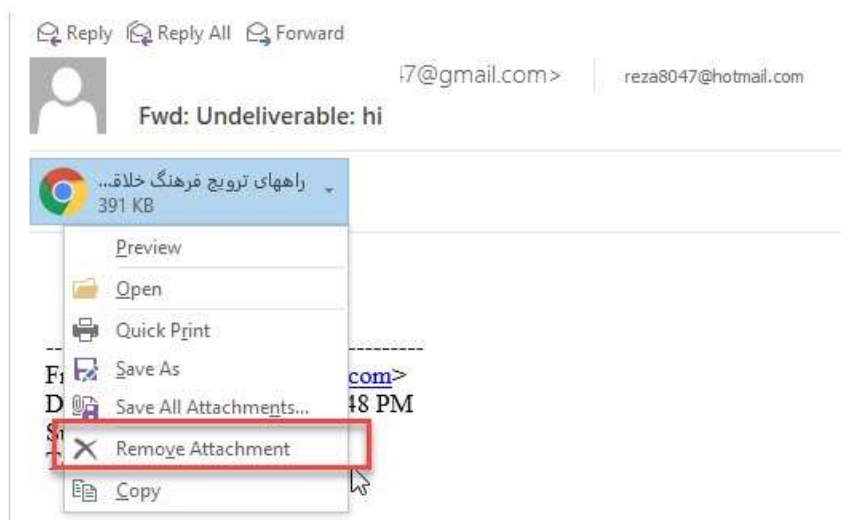 Reply Reply All Forward
47@gmail.com> reza8047@hotmail.com
Fwd: Undeliverable: hi
راههای ترویج فرهنگ خلاق...
391 KB
Preview
Open
Quick Print
Save As
com>
Save All Attachments...
48 PM
Remove Attachment
Copy